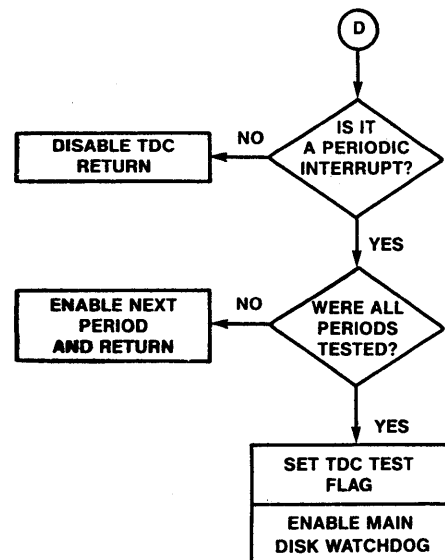 D
IS IT
A PERIODIC
INTERRUPT?
NO
DISABLE TDC
RETURN
YES
WERE ALL
PERIODS
TESTED?
NO
ENABLE NEXT
PERIOD
AND RETURN
YES
SET TDC TEST
FLAG
ENABLE MAIN
DISK WATCHDOG